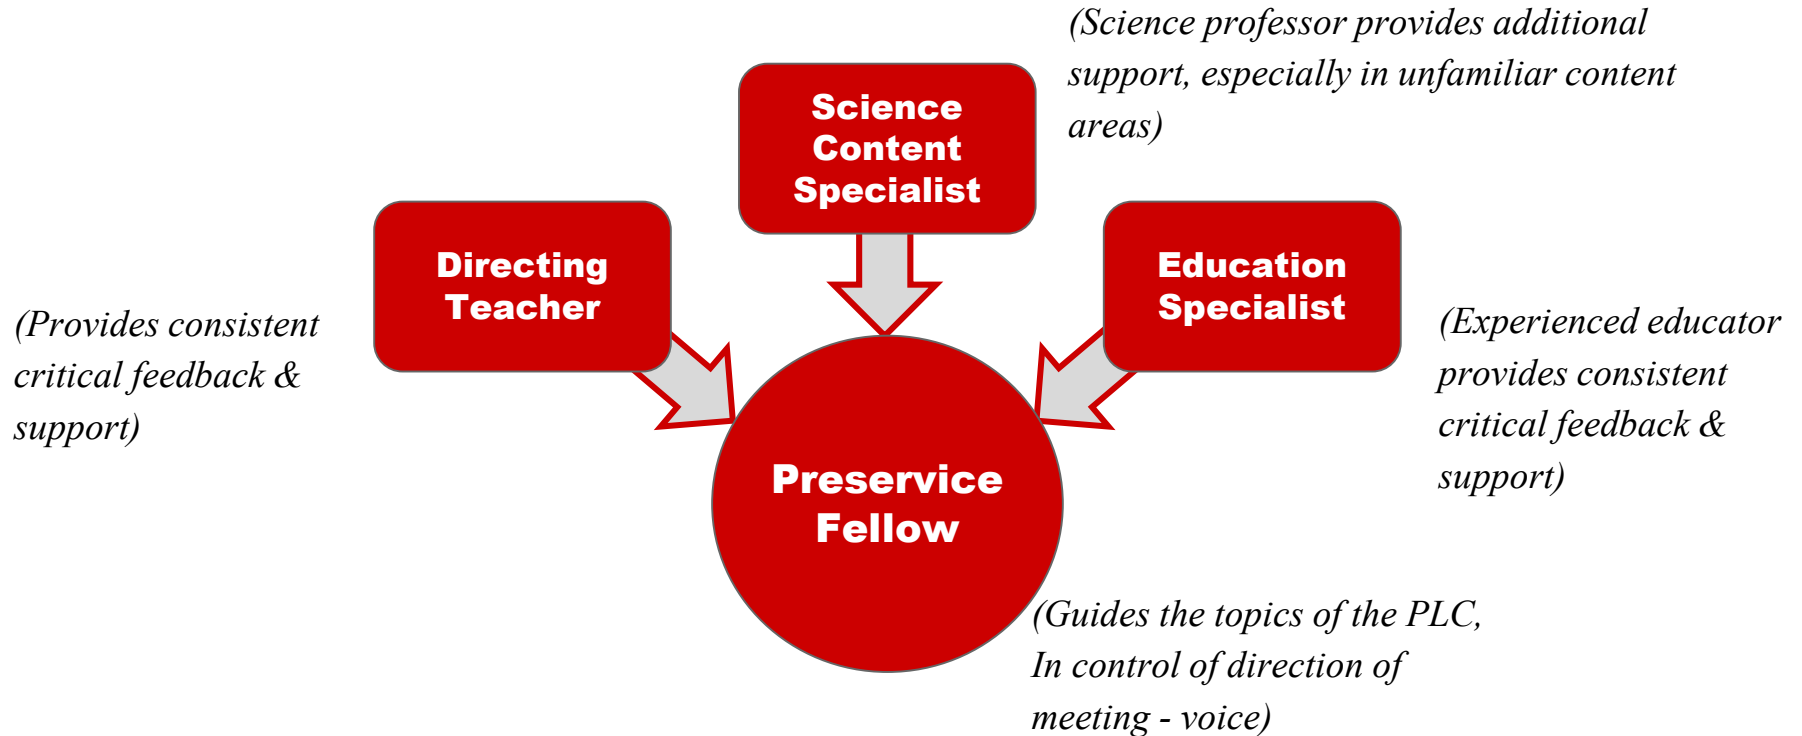 (Science professor provides additional
support, especially in unfamiliar content
areas)
Science
Content
Specialist
Directing
Teacher
Education
Specialist
(Provides consistent
critical feedback &
support)
(Experienced educator
provides consistent
critical feedback &
support)
Preservice
Fellow
(Guides the topics of the PLC,
In control of direction of
meeting - voice)